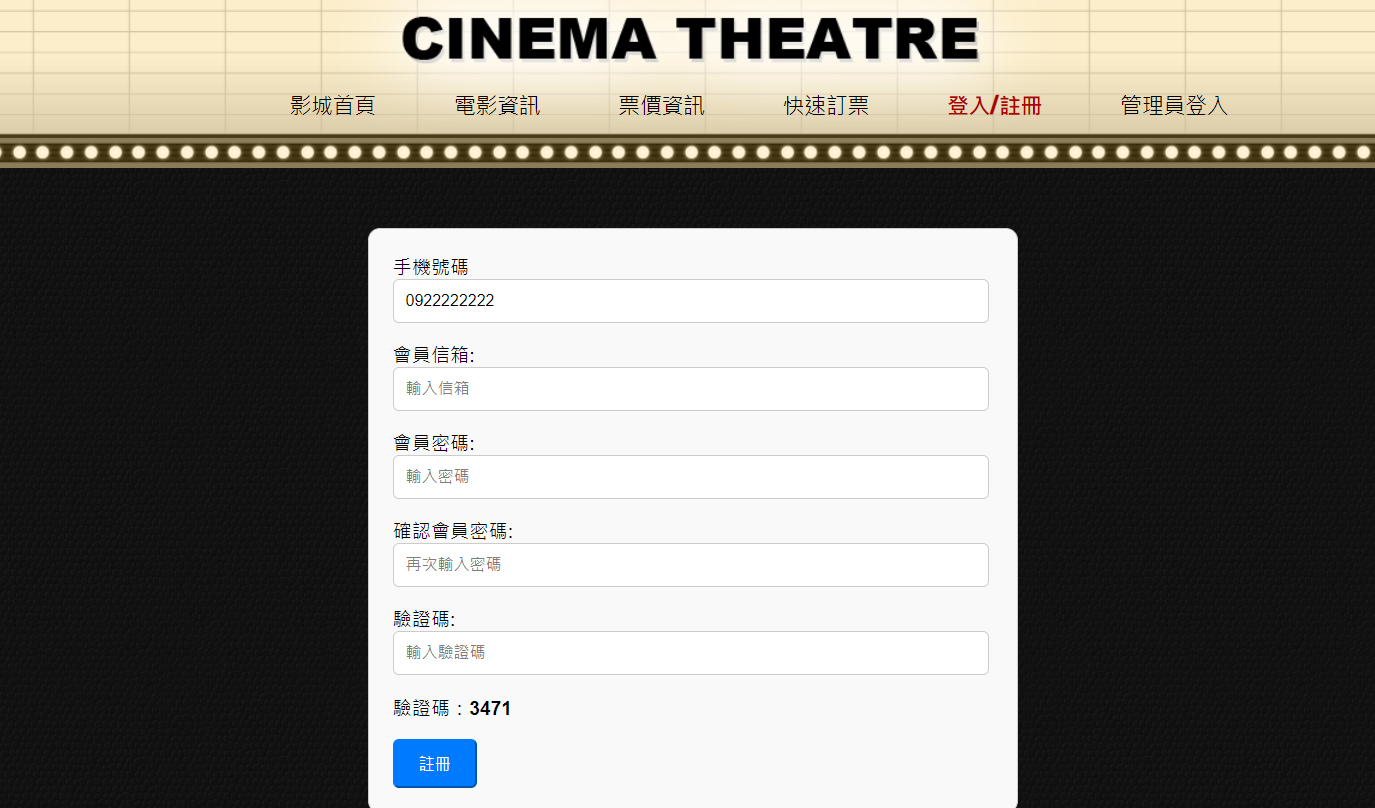 CINEMA THEATRE
影城首頁 電影資訊 票價資訊 快速訂票 登入/註冊 管理員登入
手機號碼
0922222222
會員信箱:
輸入信箱
會員密碼:
輸入密碼
確認會員密碼:
再次輸入密碼
驗證碼:
輸入驗證碼
驗證碼：3471
註冊